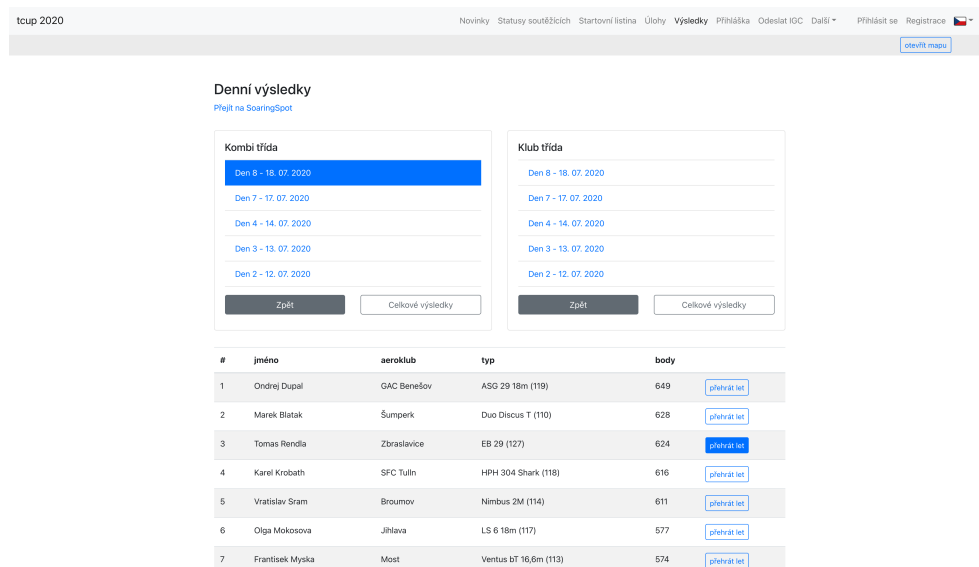 tcup 2020 Novinky Statusy soutěžících Startovní listina Úlohy Výsledky Přihláška Odeslat IGC Další Přihlásit se Registrace
otevřít mapu
Denní výsledky
Přejít na SoaringSpot
Kombi třída
Den 8 - 18. 07. 2020
Den 7 - 17. 07. 2020
Den 4 - 14. 07. 2020
Den 3 - 13. 07. 2020
Den 2 - 12. 07. 2020
Zpět Celkové výsledky
Klub třída
Den 8 - 18. 07. 2020
Den 7 - 17. 07. 2020
Den 4 - 14. 07. 2020
Den 3 - 13. 07. 2020
Den 2 - 12. 07. 2020
Zpět Celkové výsledky
# jméno aeroklub typ body
1 Ondrej Dupal GAC Benešov ASG 29 18m (119) 649 přehrát let
2 Marek Blatak Šumperk Duo Discus T (110) 628 přehrát let
3 Tomas Rendla Zbraslavice EB 29 (127) 624 přehrát let
4 Karel Krobath SFC Tulln HPH 304 Shark (118) 616 přehrát let
5 Vratislav Sram Broumov Nimbus 2M (114) 611 přehrát let
6 Olga Mokosova Jihlava LS 6 18m (117) 577 přehrát let
7 Frantisek Myska Most Ventus bT 16,6m (113) 574 přehrát let